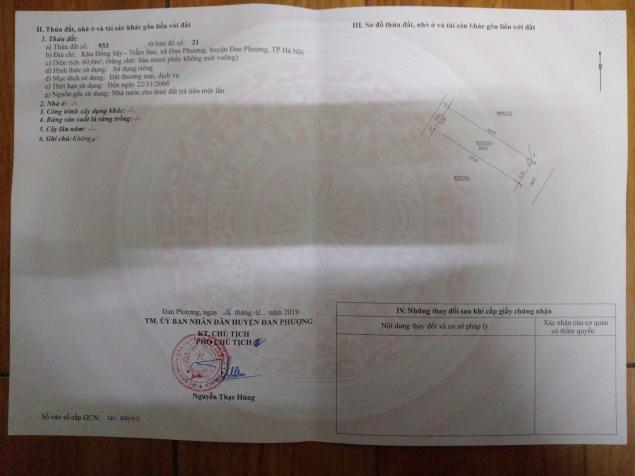 II. Thửa đất, nhà ở và tài sản khác gắn liền với đất
1. Thửa đất:
a) Thửa đất số: 933 , tờ bản đồ số: 21
b) Địa chỉ: Khu Đồng Sậy - Trẫm Sau, xã Đan Phượng, huyện Đan Phượng, TP Hà Nội
c) Diện tích: 60,0m², (bằng chữ: Sáu mươi phẩy không mét vuông)
d) Hình thức sử dụng: Sử dụng riêng
đ) Mục đích sử dụng: Đất thương mại, dịch vụ
e) Thời hạn sử dụng: Đến ngày 22/11/2066
g) Nguồn gốc sử dụng: Nhà nước cho thuê đất trả tiền một lần
2. Nhà ở: -/-
3. Công trình xây dựng khác: -/-
4. Rừng sản xuất là rừng trồng: -/-
5. Cây lâu năm: -/-
6. Ghi chú: Không
Đan Phượng, ngày tháng năm 2019
TM. ỦY BAN NHÂN DÂN HUYỆN ĐAN PHƯỢNG
KT. CHỦ TỊCH
PHÓ CHỦ TỊCH
Nguyễn Thạc Hùng
Số vào sổ cấp GCN:
III. Sơ đồ thửa đất, nhà ở và tài sản khác gắn liền với đất
B
933(21)
60.0
932(21)
IV. Những thay đổi sau khi cấp giấy chứng nhận
Nội dung thay đổi và cơ sở pháp lý
Xác nhận của cơ quan
có thẩm quyền